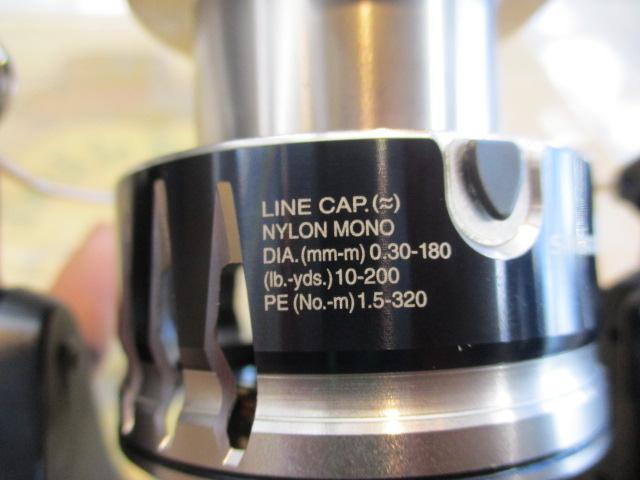 LINE CAP.(≈)
NYLON MONO
DIA.(mm-m) 0.30-180
(lb.-yds.) 10-200
PE (No.-m) 1.5-320